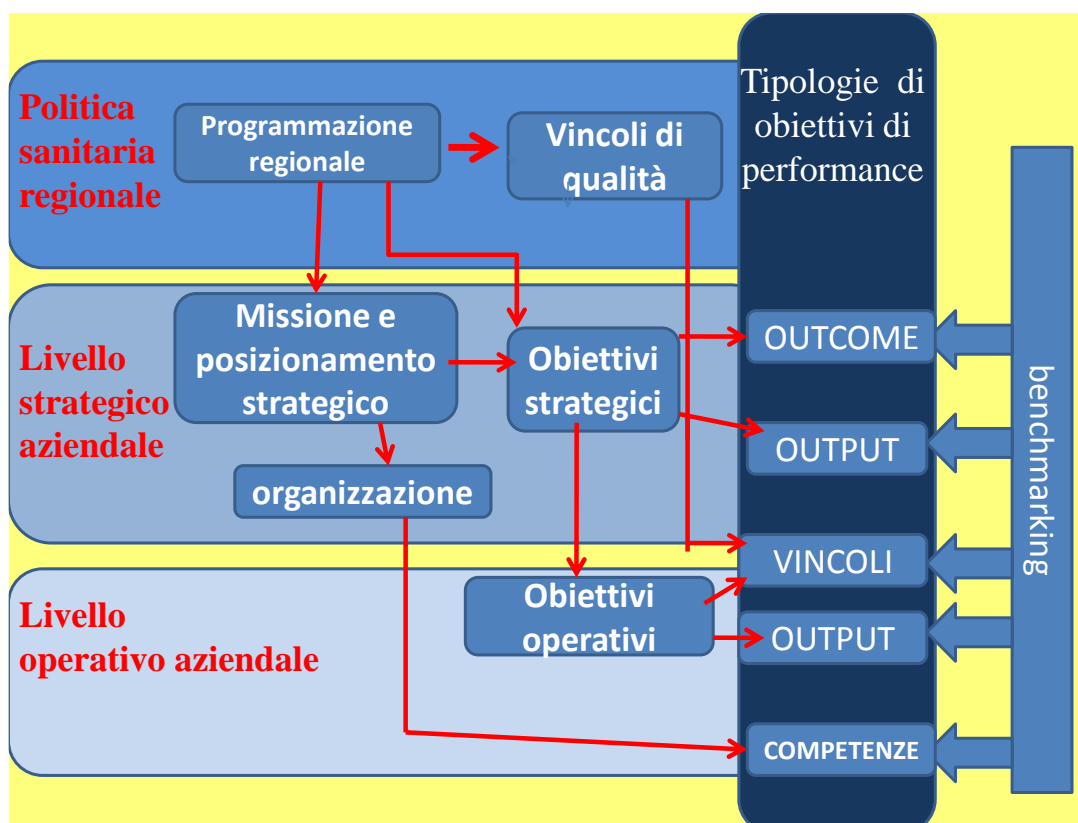 Politica
sanitaria
regionale
Programmazione
regionale
Vincoli di
qualità
Tipologie di
obiettivi di
performance
Livello
strategico
aziendale
Missione e
posizionamento
strategico
Obiettivi
strategici
organizzazione
OUTCOME
OUTPUT
VINCOLI
Livello
operativo aziendale
Obiettivi
operativi
OUTPUT
COMPETENZE
benchmarking